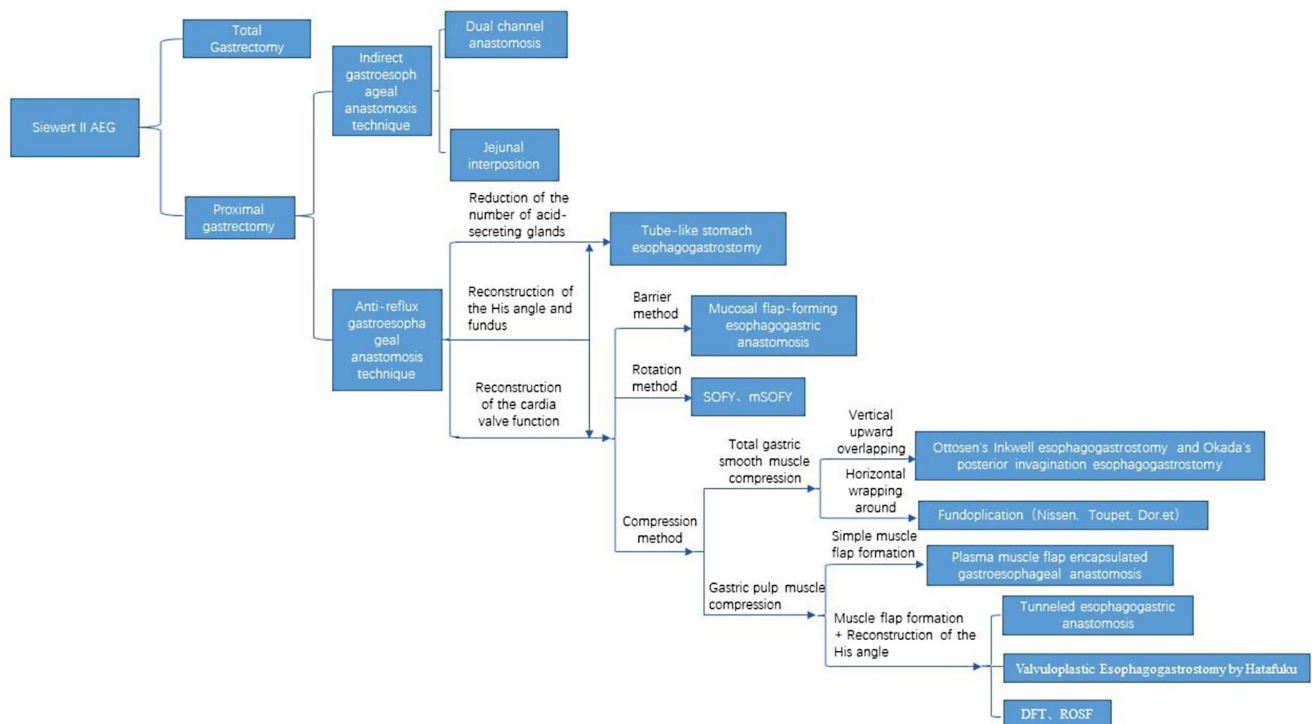 Siewert II AEG
Total
Gastrectomy
Proximal
gastrectomy
Indirect
gastroesoph
ageal
anastomosis
technique
Dual channel
anastomosis
Jejunal
interposition
Anti-reflux
gastroesopha
geal
anastomosis
technique
Reduction of the
number of acid-
secreting glands
Tube-like stomach
esophagogastrostomy
Reconstruction of
the His angle and
fundus
Reconstruction
of the cardia
valve function
Barrier
method
Mucosal flap-forming
esophagogastric
anastomosis
Rotation
method
SOFY、mSOFY
Compression
method
Total gastric
smooth muscle
compression
Vertical
upward
overlapping
Ottosen's Inkwell esophagogastrostomy and Okada's
posterior invagination esophagogastrostomy
Horizontal
wrapping
around
Fundoplication (Nissen、Toupet, Dor.et)
Gastric pulp muscle
compression
Simple muscle
flap formation
Plasma muscle flap encapsulated
gastroesophageal anastomosis
Muscle flap formation
+ Reconstruction of the
His angle
Tunneled esophagogastric
anastomosis
Valvuloplastic Esophagogastrostomy by Hatafuku
DFT、ROSF